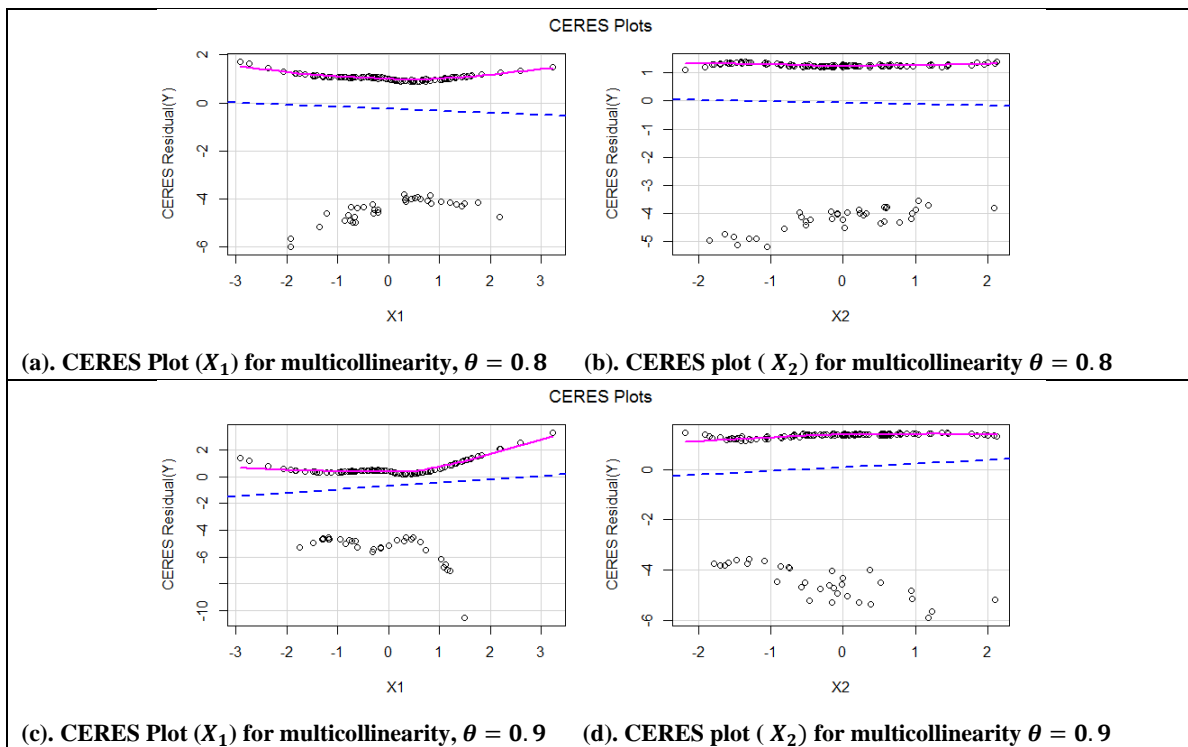 CERES Plots
CERES Residual(Y)
2
0
-2
-4
-6
-3 -2 -1 0 1 2 3
X1
CERES Residual(Y)
1
0
-1
-2
-3
-4
-5
-2 -1 0 1 2
X2
(a). CERES Plot (𝑋₁) for multicollinearity, 𝜃 = 0.8 (b). CERES plot ( 𝑋₂) for multicollinearity 𝜃 = 0.8
CERES Plots
CERES Residual(Y)
2
0
-2
-4
-6
-10
-3 -2 -1 0 1 2 3
X1
CERES Residual(Y)
0
-2
-4
-6
-2 -1 0 1 2
X2
(c). CERES Plot (𝑋₁) for multicollinearity, 𝜃 = 0.9 (d). CERES plot ( 𝑋₂) for multicollinearity 𝜃 = 0.9